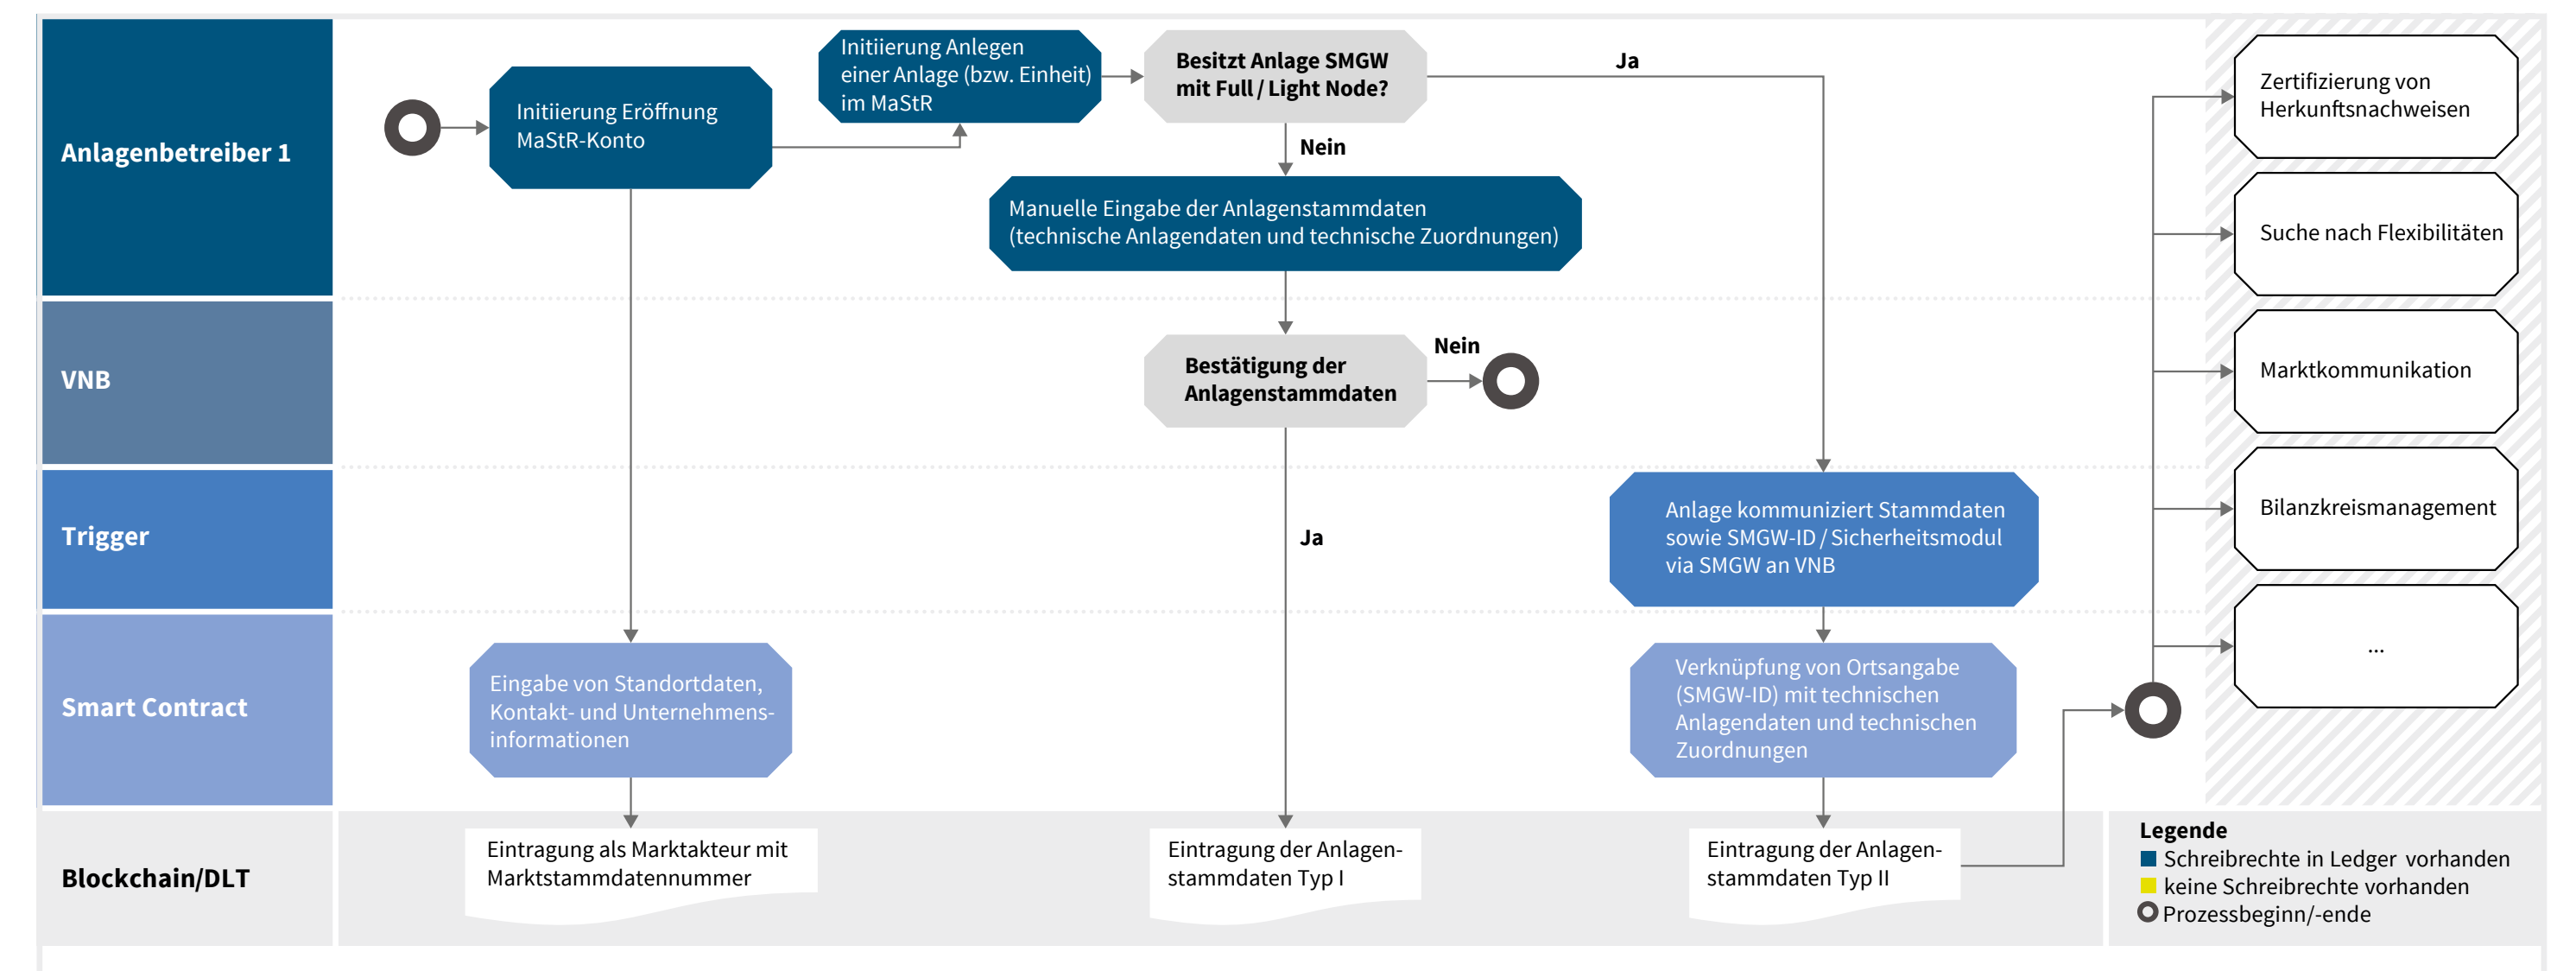 Anlagenbetreiber 1
Initiierung Eröffnung
MaStR-Konto
Initiierung Anlegen
einer Anlage (bzw. Einheit)
im MaStR
Besitzt Anlage SMGW
mit Full / Light Node?
Ja
Nein
Manuelle Eingabe der Anlagenstammdaten
(technische Anlagendaten und technische Zuordnungen)
VNB
Bestätigung der
Anlagenstammdaten
Nein
Trigger
Ja
Anlage kommuniziert Stammdaten
sowie SMGW-ID / Sicherheitsmodul
via SMGW an VNB
Smart Contract
Eingabe von Standortdaten,
Kontakt- und Unternehmens-
informationen
Verknüpfung von Ortsangabe
(SMGW-ID) mit technischen
Anlagendaten und technischen
Zuordnungen
Blockchain/DLT
Eintragung als Marktakteur mit
Marktstammdatennummer
Eintragung der Anlagen-
stammdaten Typ I
Eintragung der Anlagen-
stammdaten Typ II
Zertifizierung von
Herkunftsnachweisen
Suche nach Flexibilitäten
Marktkommunikation
Bilanzkreismanagement
...
Legende
Schreibrechte in Ledger vorhanden
keine Schreibrechte vorhanden
Prozessbeginn/-ende